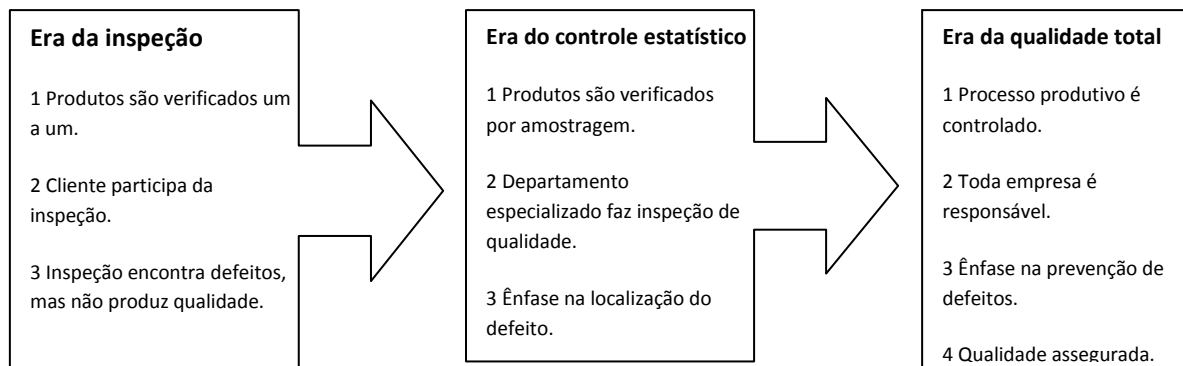 Era da inspeção
1 Produtos são verificados um
a um.
2 Cliente participa da
inspeção.
3 Inspeção encontra defeitos,
mas não produz qualidade.
Era do controle estatístico
1 Produtos são verificados
por amostragem.
2 Departamento
especializado faz inspeção de
qualidade.
3 Ênfase na localização do
defeito.
Era da qualidade total
1 Processo produtivo é
controlado.
2 Toda empresa é
responsável.
3 Ênfase na prevenção de
defeitos.
4 Qualidade assegurada.